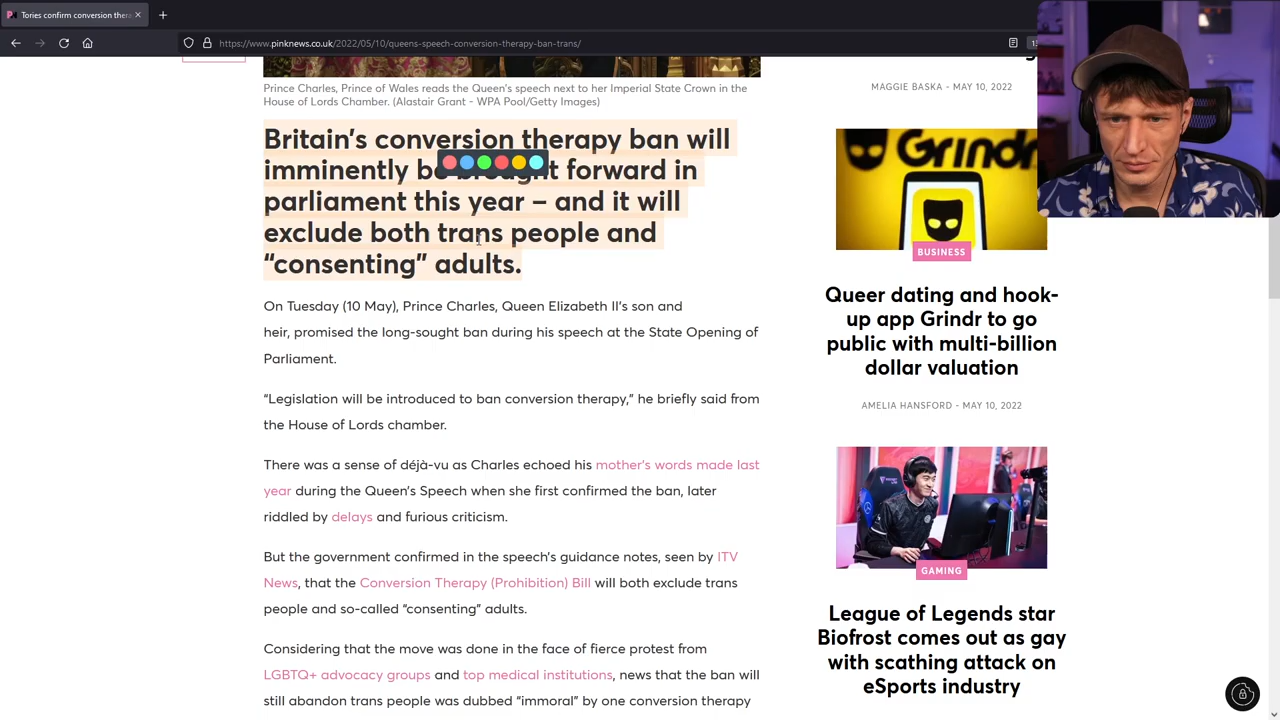 Tories confirm conversion thera
https://www.pinknews.co.uk/2022/05/10/queens-speech-conversion-therapy-ban-trans/
Prince Charles, Prince of Wales reads the Queen's speech next to her Imperial State Crown in the
House of Lords Chamber. (Alastair Grant - WPA Pool/Getty Images)
Britain's conversion therapy ban will
imminently be brought forward in
parliament this year – and it will
exclude both trans people and
"consenting" adults.
On Tuesday (10 May), Prince Charles, Queen Elizabeth II's son and
heir, promised the long-sought ban during his speech at the State Opening of
Parliament.
"Legislation will be introduced to ban conversion therapy," he briefly said from
the House of Lords chamber.
There was a sense of déjà-vu as Charles echoed his mother's words made last
year during the Queen's Speech when she first confirmed the ban, later
riddled by delays and furious criticism.
But the government confirmed in the speech's guidance notes, seen by ITV
News, that the Conversion Therapy (Prohibition) Bill will both exclude trans
people and so-called "consenting" adults.
Considering that the move was done in the face of fierce protest from
LGBTQ+ advocacy groups and top medical institutions, news that the ban will
still abandon trans people was dubbed "immoral" by one conversion therapy
MAGGIE BASKA - MAY 10, 2022
Grindr
BUSINESS
Queer dating and hook-
up app Grindr to go
public with multi-billion
dollar valuation
AMELIA HANSFORD - MAY 10, 2022
GAMING
League of Legends star
Biofrost comes out as gay
with scathing attack on
eSports industry